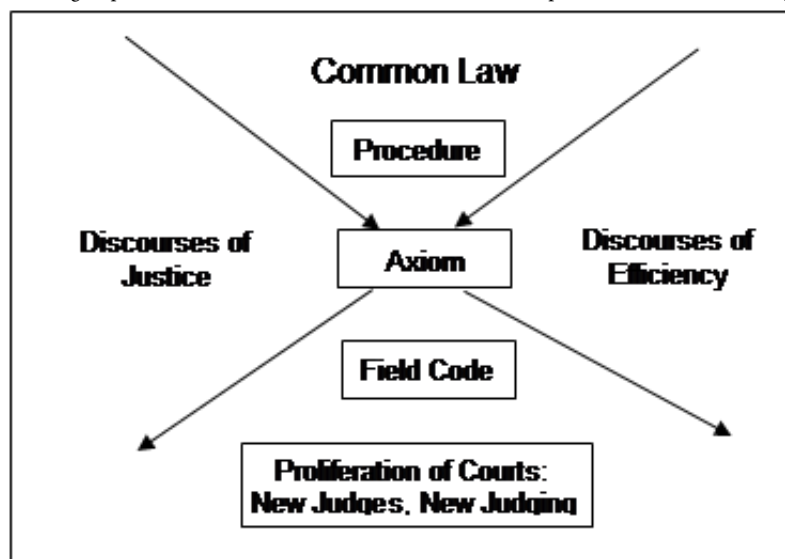 Common Law
Procedure
Discourses of
Justice
Axiom
Discourses of
Efficiency
Field Code
Proliferation of Courts:
New Judges, New Judging